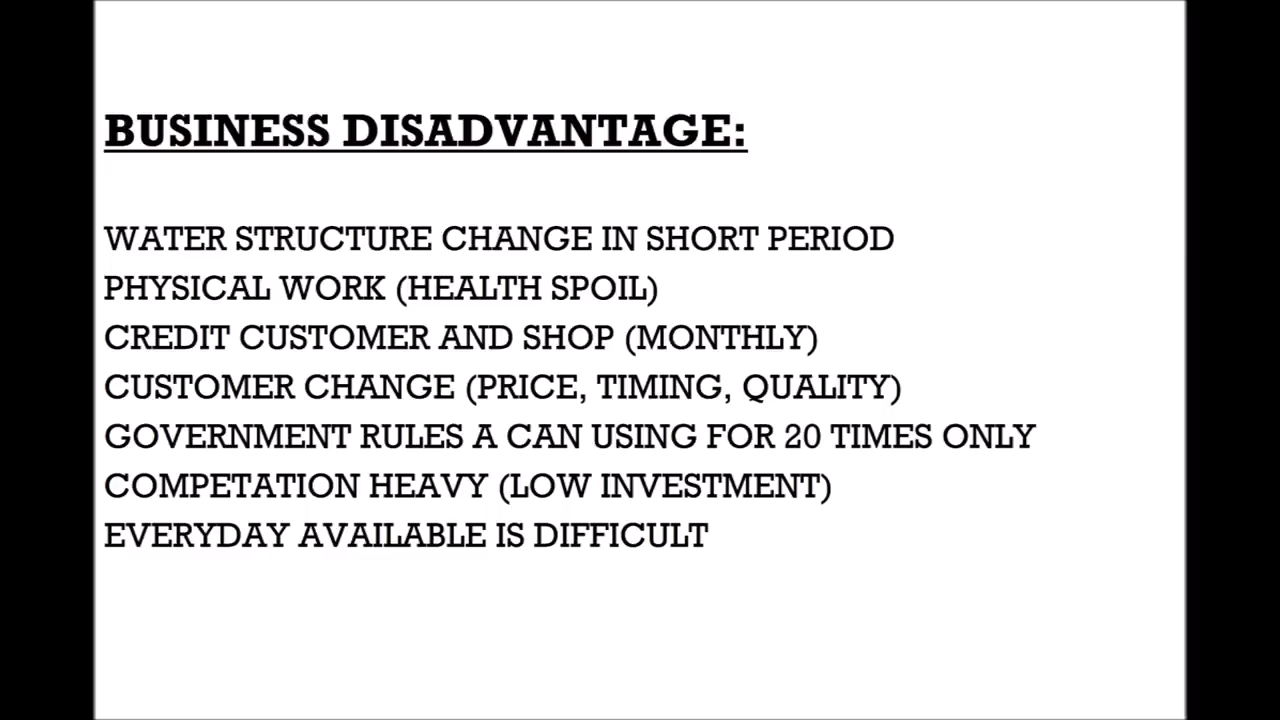 BUSINESS DISADVANTAGE:
WATER STRUCTURE CHANGE IN SHORT PERIOD
PHYSICAL WORK (HEALTH SPOIL)
CREDIT CUSTOMER AND SHOP (MONTHLY)
CUSTOMER CHANGE (PRICE, TIMING, QUALITY)
GOVERNMENT RULES A CAN USING FOR 20 TIMES ONLY
COMPETATION HEAVY (LOW INVESTMENT)
EVERYDAY AVAILABLE IS DIFFICULT